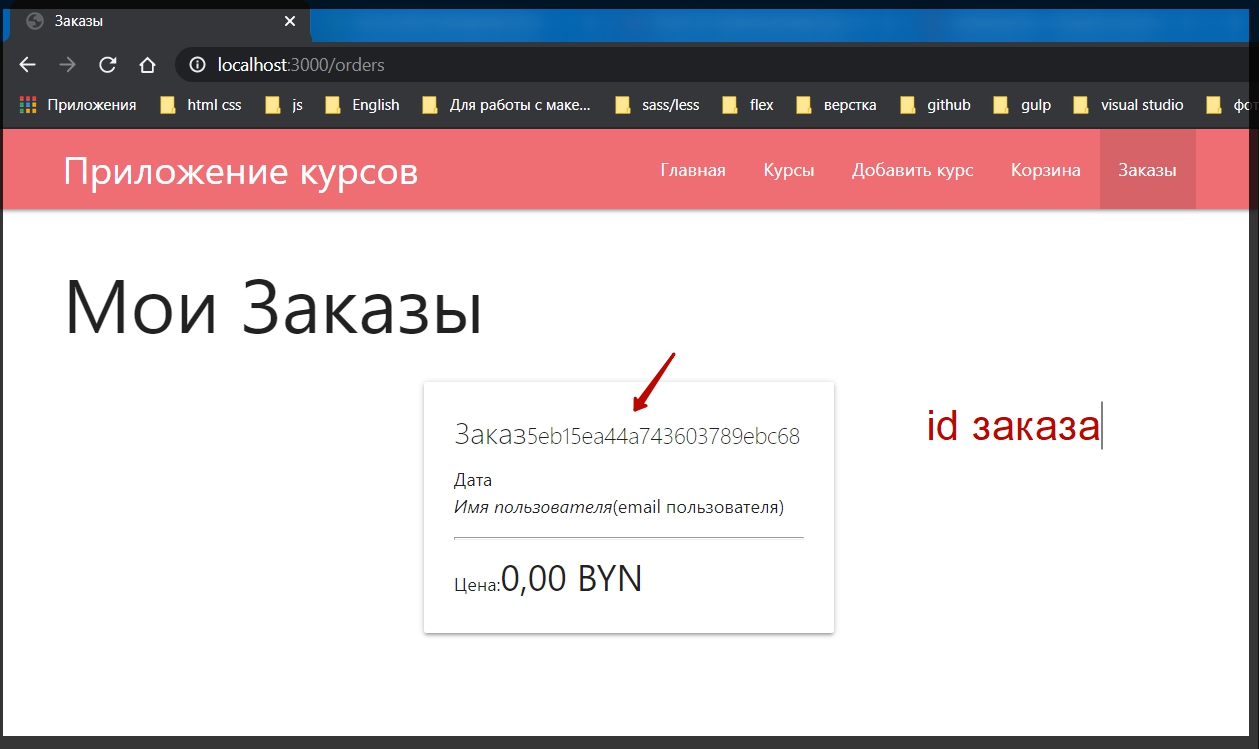 Заказы
localhost:3000/orders
Приложения html css js English Для работы с маке... sass/less flex верстка github gulp visual studio
Приложение курсов Главная Курсы Добавить курс Корзина Заказы
Мои Заказы
id заказа
Заказ5eb15ea44a743603789ebc68
Дата
Имя пользователя(email пользователя)
Цена:0,00 BYN